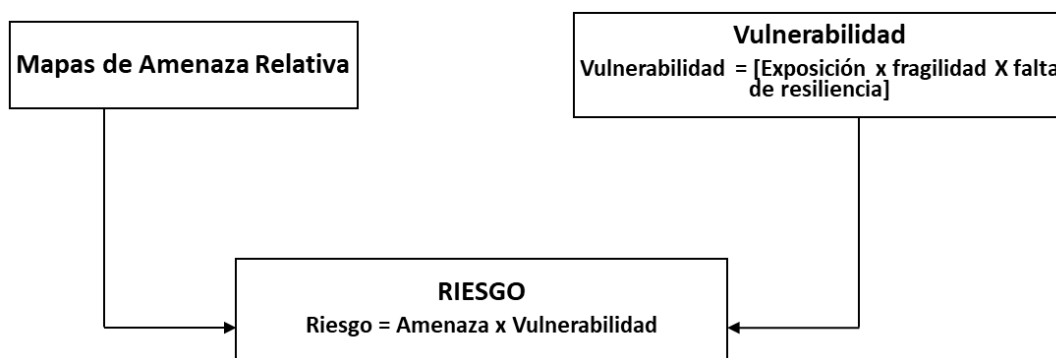 Mapas de Amenaza Relativa
Vulnerabilidad
Vulnerabilidad = [Exposición x fragilidad X falta
de resiliencia]
RIESGO
Riesgo = Amenaza x Vulnerabilidad